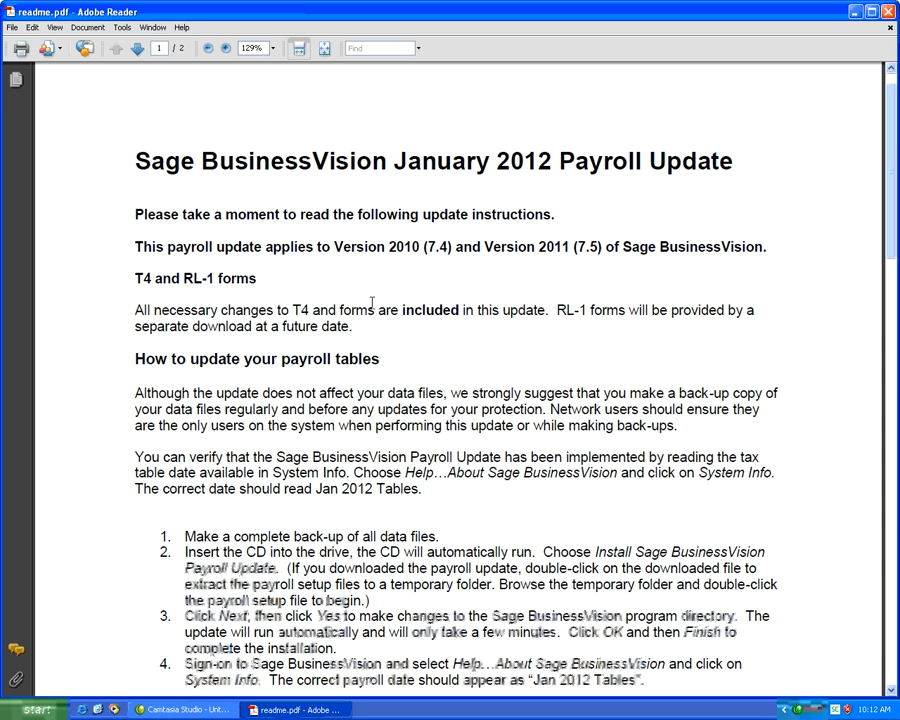 readme.pdf - Adobe Reader
File Edit View Document Tools Window Help
1 / 2 129% Find
Sage BusinessVision January 2012 Payroll Update
Please take a moment to read the following update instructions.
This payroll update applies to Version 2010 (7.4) and Version 2011 (7.5) of Sage BusinessVision.
T4 and RL-1 forms
All necessary changes to T4 and forms are included in this update. RL-1 forms will be provided by a
separate download at a future date.
How to update your payroll tables
Although the update does not affect your data files, we strongly suggest that you make a back-up copy of
your data files regularly and before any updates for your protection. Network users should ensure they
are the only users on the system when performing this update or while making back-ups.
You can verify that the Sage BusinessVision Payroll Update has been implemented by reading the tax
table date available in System Info. Choose Help…About Sage BusinessVision and click on System Info.
The correct date should read Jan 2012 Tables.
1. Make a complete back-up of all data files.
2. Insert the CD into the drive, the CD will automatically run. Choose Install Sage BusinessVision
Payroll Update. (If you downloaded the payroll update, double-click on the downloaded file to
extract the payroll setup files to a temporary folder. Browse the temporary folder and double-click
the payroll setup file to begin.)
3. Click Next, then click Yes to make changes to the Sage BusinessVision program directory. The
update will run automatically and will only take a few minutes. Click OK and then Finish to
complete the installation.
4. Sign-on to Sage BusinessVision and select Help…About Sage BusinessVision and click on
System Info. The correct payroll date should appear as “Jan 2012 Tables”.
start Camtasia Studio - Unt... readme.pdf - Adobe ... SE 10:12 AM